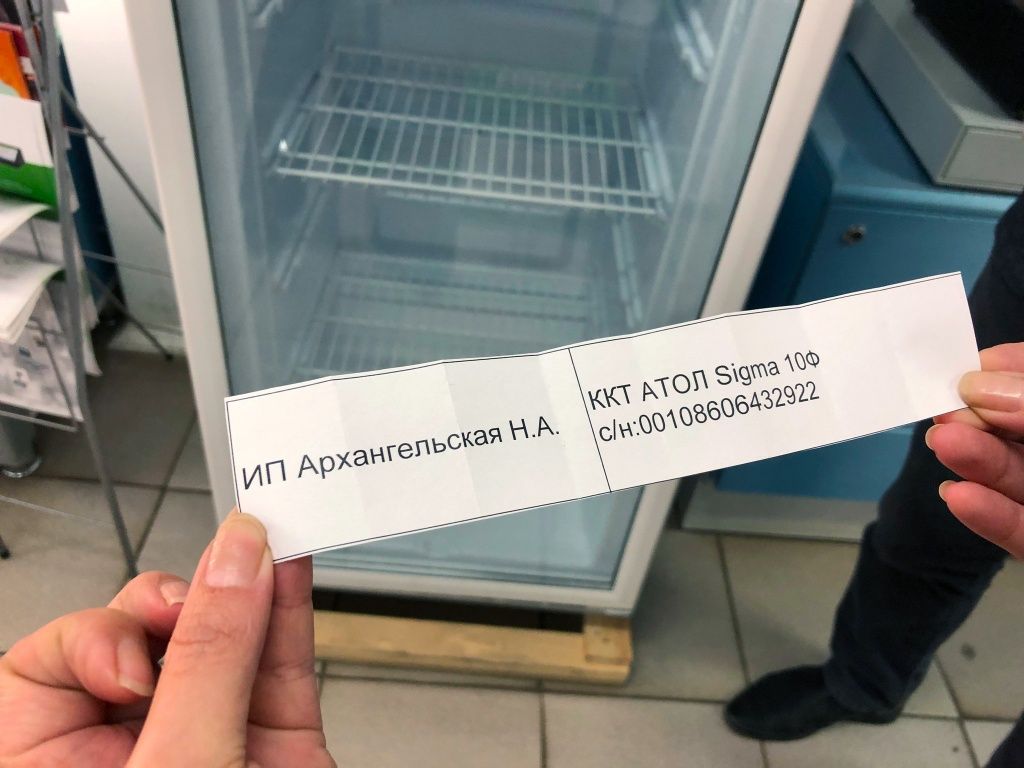 ИП Архангельская Н.А.
ККТ АТОЛ Sigma 10Ф
с/н:00108606432922